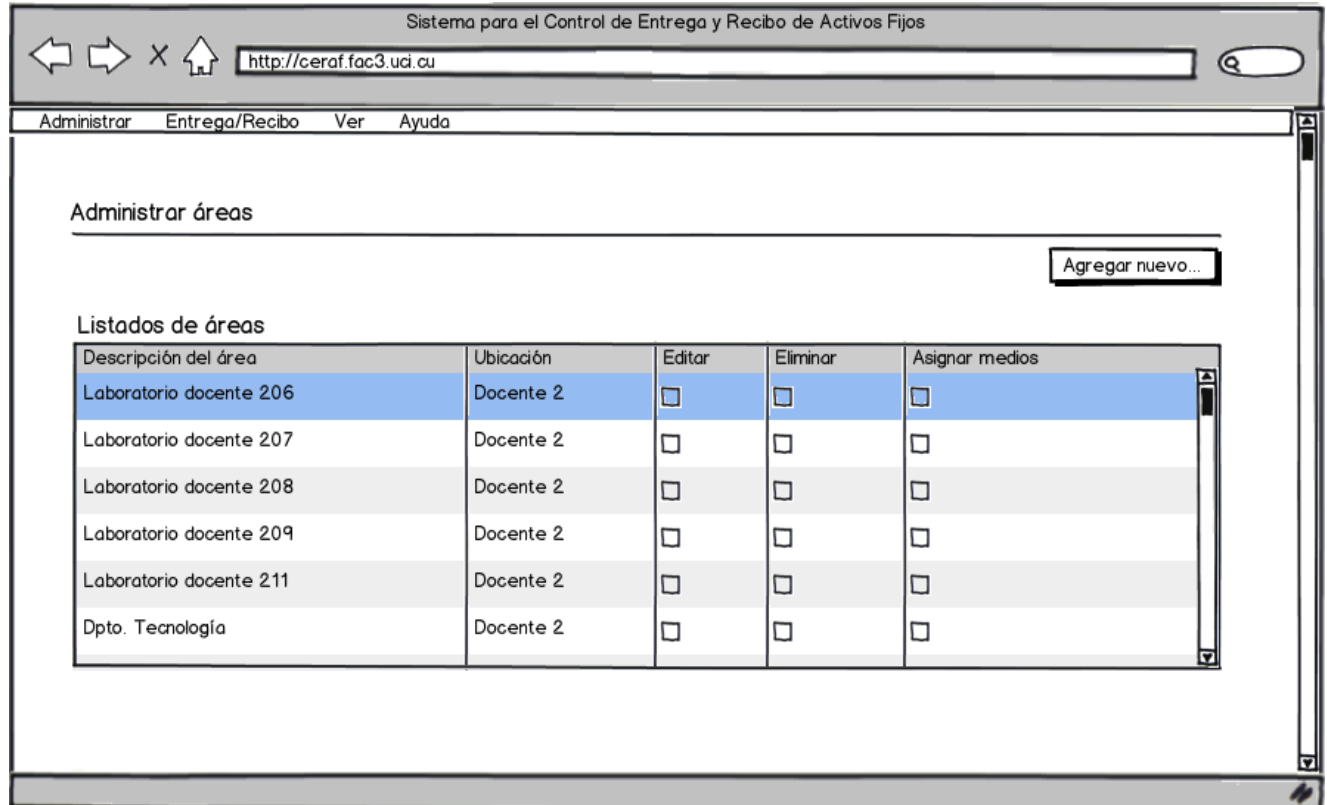 Sistema para el Control de Entrega y Recibo de Activos Fijos
http://ceraf.fac3.uci.cu
Administrar Entrega/Recibo Ver Ayuda
Administrar áreas
Agregar nuevo...
Listados de áreas
Descripción del área Ubicación Editar Eliminar Asignar medios
Laboratorio docente 206 Docente 2
Laboratorio docente 207 Docente 2
Laboratorio docente 208 Docente 2
Laboratorio docente 209 Docente 2
Laboratorio docente 211 Docente 2
Dpto. Tecnología Docente 2